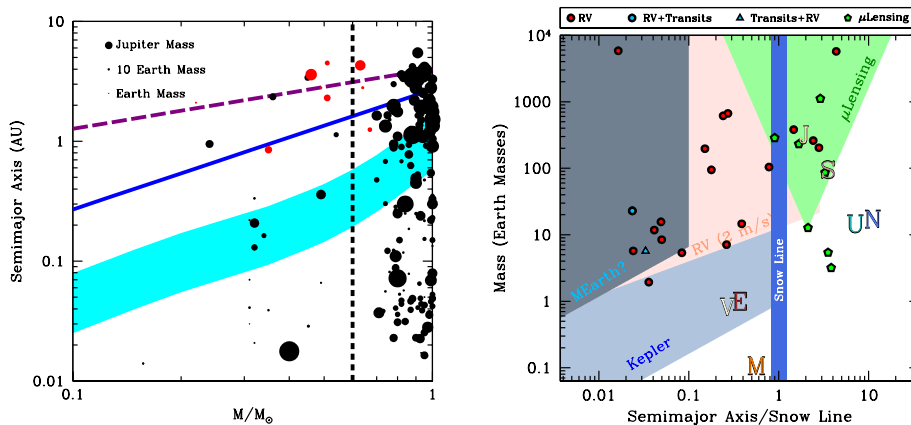 10
1
0.1
0.01
Semimajor Axis (AU)
Jupiter Mass
10 Earth Mass
Earth Mass
0.1
1
M/M☉
RV
RV+Transits
Transits+RV
μLensing
10⁴
1000
100
10
1
0.1
Mass (Earth Masses)
MEarth?
RV (2 m/s)
μLensing
Kepler
Snow Line
J
S
U
N
V
E
M
0.01
0.1
1
10
Semimajor Axis/Snow Line